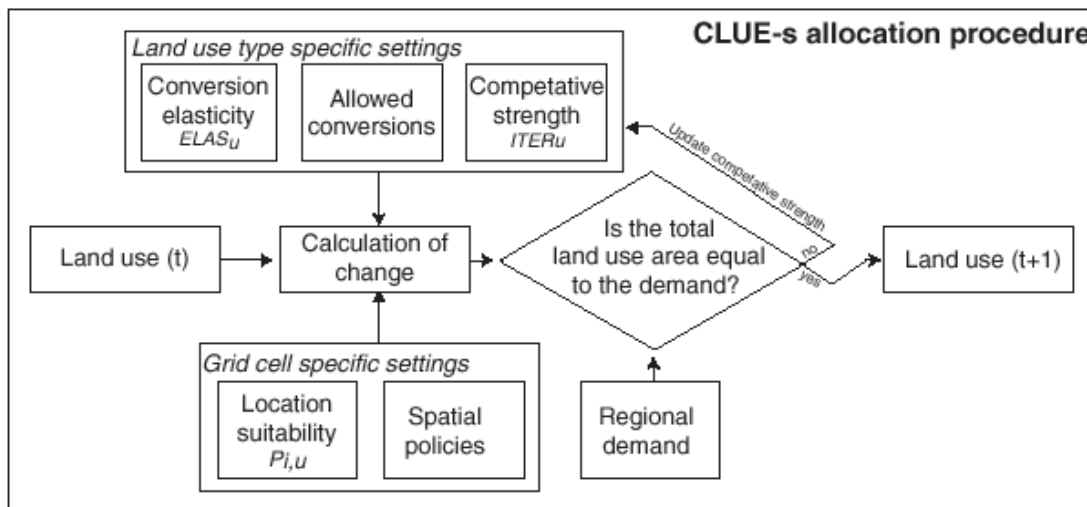 CLUE-s allocation procedure
Land use type specific settings
Conversion
elasticity
ELASu
Allowed
conversions
Competative
strength
ITERu
Update competative strength
Land use (t)
Calculation of
change
Is the total
land use area equal
to the demand?
no
yes
Land use (t+1)
Grid cell specific settings
Location
suitability
Pi,u
Spatial
policies
Regional
demand